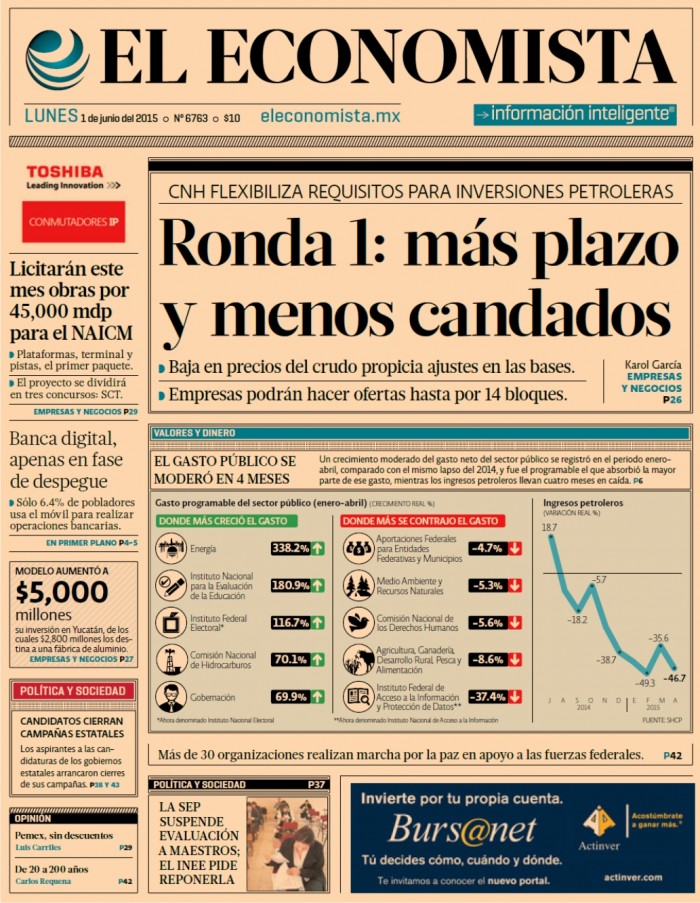 EL ECONOMISTA
LUNES 1 de junio del 2015 o Nº 6763 o $10
eleconomista.mx
información inteligente®
TOSHIBA
Leading Innovation >>>
CONMUTADORES IP
Licitarán este
mes obras por
45,000 mdp
para el NAICM
Plataformas, terminal y
pistas, el primer paquete.
El proyecto se dividirá
en tres concursos: SCT.
EMPRESAS Y NEGOCIOS P29
Banca digital,
apenas en fase
de despegue
Sólo 6.4% de pobladores
usa el móvil para realizar
operaciones bancarias.
EN PRIMER PLANO P4-5
MODELO AUMENTÓ A
$5,000
millones
su inversión en Yucatán, de los
cuales $2,800 millones los des-
tina a una fábrica de aluminio.
EMPRESAS Y NEGOCIOS P27
POLÍTICA Y SOCIEDAD
CANDIDATOS CIERRAN
CAMPAÑAS ESTATALES
Los aspirantes a las can-
didaturas de los gobiernos
estatales arrancaron cierres
de sus campañas. P38 Y 43
OPINIÓN
Pemex, sin descuentos
Luis Carriles P29
De 20 a 200 años
Carlos Requena P42
CNH FLEXIBILIZA REQUISITOS PARA INVERSIONES PETROLERAS
Ronda 1: más plazo
y menos candados
Baja en precios del crudo propicia ajustes en las bases.
Empresas podrán hacer ofertas hasta por 14 bloques.
Karol García
EMPRESAS
Y NEGOCIOS
P26
VALORES Y DINERO
EL GASTO PÚBLICO SE
MODERÓ EN 4 MESES
Un crecimiento moderado del gasto neto del sector público se registró en el periodo enero-
abril, comparado con el mismo lapso del 2014, y fue el programable el que absorbió la mayor
parte de ese gasto, mientras los ingresos petroleros llevan cuatro meses en caída. P6
Gasto programable del sector público (enero-abril) (CRECIMIENTO REAL %)
DONDE MÁS CRECIÓ EL GASTO
Energía 338.2%
Instituto Nacional
para la Evaluación
de la Educación 180.9%
Instituto Federal
Electoral* 116.7%
Comisión Nacional
de Hidrocarburos 70.1%
Gobernación 69.9%
*Ahora denominado Instituto Nacional Electoral
DONDE MÁS SE CONTRAJO EL GASTO
Aportaciones Federales
para Entidades
Federativas y Municipios -4.7%
Medio Ambiente y
Recursos Naturales -5.3%
Comisión Nacional de
los Derechos Humanos -5.6%
Agricultura, Ganadería,
Desarrollo Rural, Pesca y
Alimentación -8.6%
Instituto Federal de
Acceso a la Información
y Protección de Datos** -37.4%
**Ahora denominado Instituto Nacional de Acceso a la Información
Ingresos petroleros
(VARIACIÓN REAL %)
18.7
-5.7
-18.2
-38.7
-35.6
-49.3
-46.7
J A S O N D E F M A
2014 2015
FUENTE: SHCP
Más de 30 organizaciones realizan marcha por la paz en apoyo a las fuerzas federales. P42
POLÍTICA Y SOCIEDAD P37
LA SEP
SUSPENDE
EVALUACIÓN
A MAESTROS;
EL INEE PIDE
REPONERLA
Invierte por tu propia cuenta.
Burs@net
Tú decides cómo, cuándo y dónde.
Te invitamos a conocer el nuevo portal.
Actinver
Acostúmbrate
a ganar más.®
actinver.com